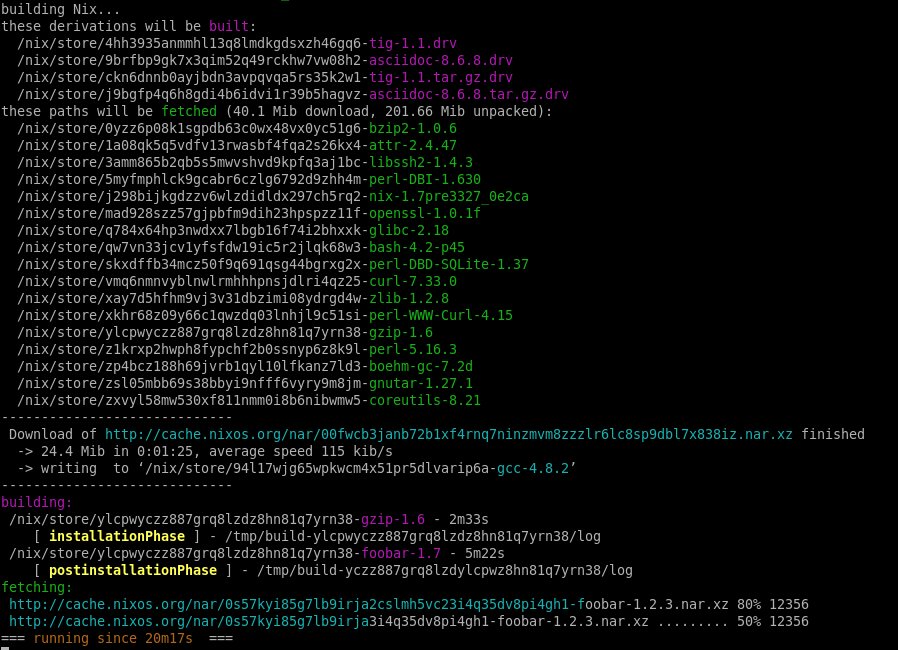 building Nix...
these derivations will be built:
/nix/store/4hh3935anmmhl13q8lmdkgdsxzh46gq6-tig-1.1.drv
/nix/store/9brfbp9gk7x3qim52q49rckhw7vw08h2-asciidoc-8.6.8.drv
/nix/store/ckn6dnnb0ayjbdn3avpqvqa5rs35k2w1-tig-1.1.tar.gz.drv
/nix/store/j9bgfp4q6h8gdi4b6idvi1r39b5hagvz-asciidoc-8.6.8.tar.gz.drv
these paths will be fetched (40.1 Mib download, 201.66 Mib unpacked):
/nix/store/0yzz6p08k1sgpdb63c0wx48vx0yc51g6-bzip2-1.0.6
/nix/store/1a08qk5q5vdfv13rwasbf4fqa2s26kx4-attr-2.4.47
/nix/store/3amm865b2qb5s5mwvshvd9kpfq3aj1bc-libssh2-1.4.3
/nix/store/5myfmphlck9gcabr6czlg6792d9zhh4m-perl-DBI-1.630
/nix/store/j298bijkgdzzv6wlzdidldx297ch5rq2-nix-1.7pre3327_0e2ca
/nix/store/mad928szz57gjpbfm9dih23hpspzz11f-openssl-1.0.1f
/nix/store/q784x64hp3nwdxx7lbgb16f74i2bhxxk-glibc-2.18
/nix/store/qw7vn33jcv1yfsfdw19ic5r2jlqk68w3-bash-4.2-p45
/nix/store/skxdffb34mcz50f9q691qsg44bgrxg2x-perl-DBD-SQLite-1.37
/nix/store/vmq6mnmvyblnwlrmhhhpnsjdlri4qz25-curl-7.33.0
/nix/store/xay7d5hfhm9vj3v31dbzimi08ydrgd4w-zlib-1.2.8
/nix/store/xkhr68z09y66c1qwzdq03lnhjl9c51si-perl-WWW-Curl-4.15
/nix/store/ylcpwyczz887grq8lzdz8hn81q7yrn38-gzip-1.6
/nix/store/z1krxp2hwph8fypchf2b0ssnyp6z8k9l-perl-5.16.3
/nix/store/zp4bcz188h69jvrb1qyl10lfkanz7ld3-boehm-gc-7.2d
/nix/store/zsl05mbb69s38bbyi9nfff6vyry9m8jm-gnutar-1.27.1
/nix/store/zxvyl58mw530xf811nmm0i8b6nibwmw5-coreutils-8.21
-----------------------------
Download of http://cache.nixos.org/nar/00fwcb3janb72b1xf4rnq7ninzmvm8zzzlr6lc8sp9dbl7x838iz.nar.xz finished
-> 24.4 Mib in 0:01:25, average speed 115 kib/s
-> writing  to ‘/nix/store/94l17wjg65wpkwcm4x51pr5dlvarip6a-gcc-4.8.2’
-----------------------------
building:
/nix/store/ylcpwyczz887grq8lzdz8hn81q7yrn38-gzip-1.6 - 2m33s
[ installationPhase ] - /tmp/build-ylcpwyczz887grq8lzdz8hn81q7yrn38/log
/nix/store/ylcpwyczz887grq8lzdz8hn81q7yrn38-foobar-1.7 - 5m22s
[ postinstallationPhase ] - /tmp/build-yczz887grq8lzdylcpwz8hn81q7yrn38/log
fetching:
http://cache.nixos.org/nar/0s57kyi85g7lb9irja2cslmh5vc23i4q35dv8pi4gh1-foobar-1.2.3.nar.xz 80% 12356
http://cache.nixos.org/nar/0s57kyi85g7lb9irja3i4q35dv8pi4gh1-foobar-1.2.3.nar.xz ......... 50% 12356
=== running since 20m17s  ===